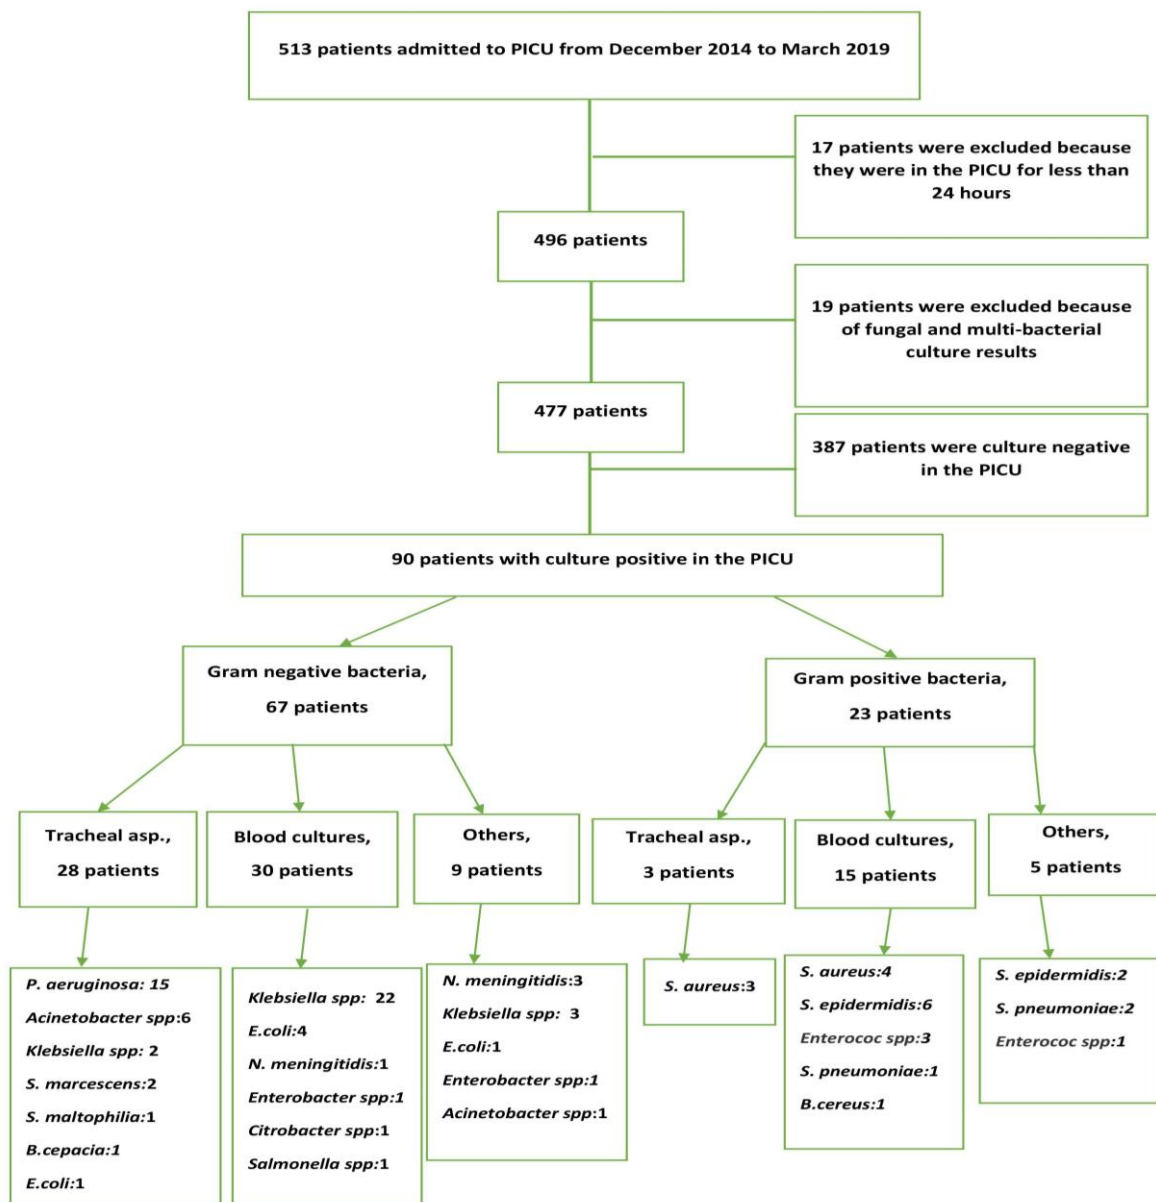 513 patients admitted to PICU from December 2014 to March 2019
17 patients were excluded because
they were in the PICU for less than
24 hours
496 patients
19 patients were excluded because
of fungal and multi-bacterial
culture results
477 patients
387 patients were culture negative
in the PICU
90 patients with culture positive in the PICU
Gram negative bacteria,
67 patients
Gram positive bacteria,
23 patients
Tracheal asp.,
28 patients
Blood cultures,
30 patients
Others,
9 patients
Tracheal asp.,
3 patients
Blood cultures,
15 patients
Others,
5 patients
P. aeruginosa: 15
Acinetobacter spp:6
Klebsiella spp: 2
S. marcescens:2
S. maltophilia:1
B.cepacia:1
E.coli:1
Klebsiella spp: 22
E.coli:4
N. meningitidis:1
Enterobacter spp:1
Citrobacter spp:1
Salmonella spp:1
N. meningitidis:3
Klebsiella spp: 3
E.coli:1
Enterobacter spp:1
Acinetobacter spp:1
S. aureus:3
S. aureus:4
S. epidermidis:6
Enterococ spp:3
S. pneumoniae:1
B.cereus:1
S. epidermidis:2
S. pneumoniae:2
Enterococ spp:1